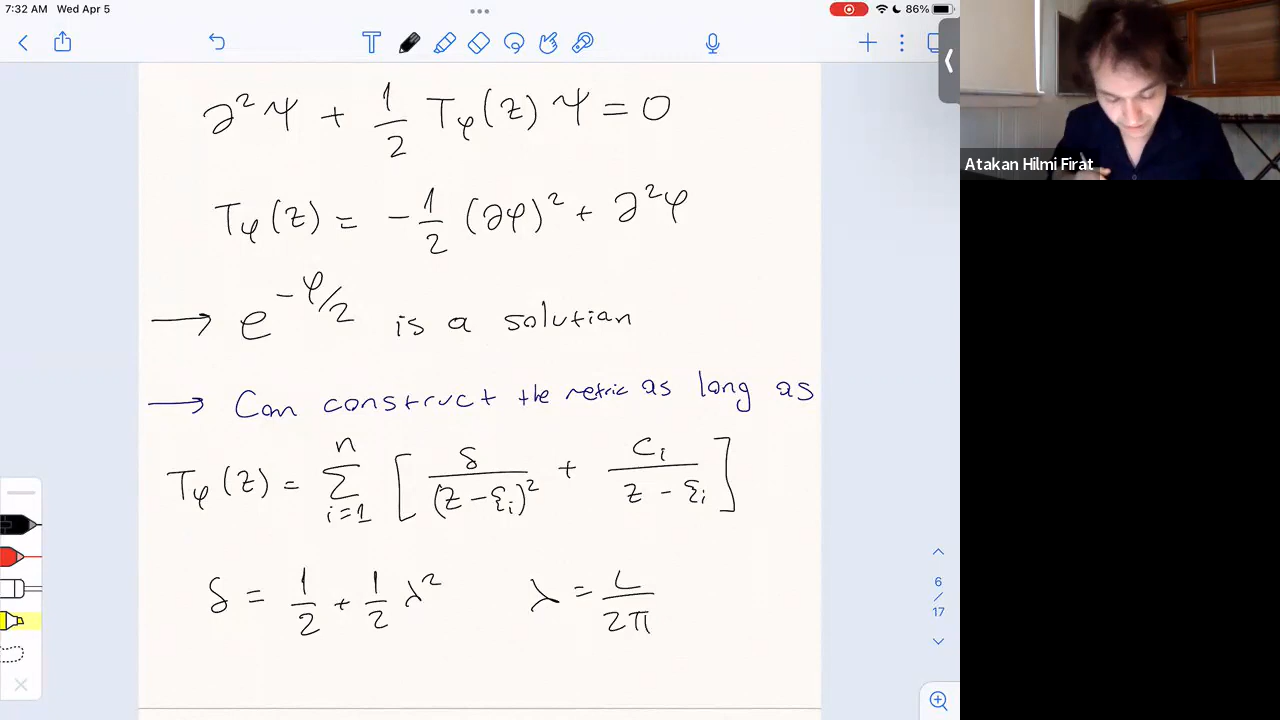 7:32 AM Wed Apr 5
86%
∂²ψ + 1/2 T_φ(z) ψ = 0
T_φ(z) = -1/2 (∂φ)² + ∂²φ
→ e^{-φ/2} is a solution
→ Can construct the metric as long as
T_φ(z) = Σ_{i=1}^{n} [ δ/(z - ξ_i)² + c_i/(z - ξ_i) ]
δ = 1/2 + 1/2 λ² λ = L/2π
6
/
17
Atakan Hilmi Firat